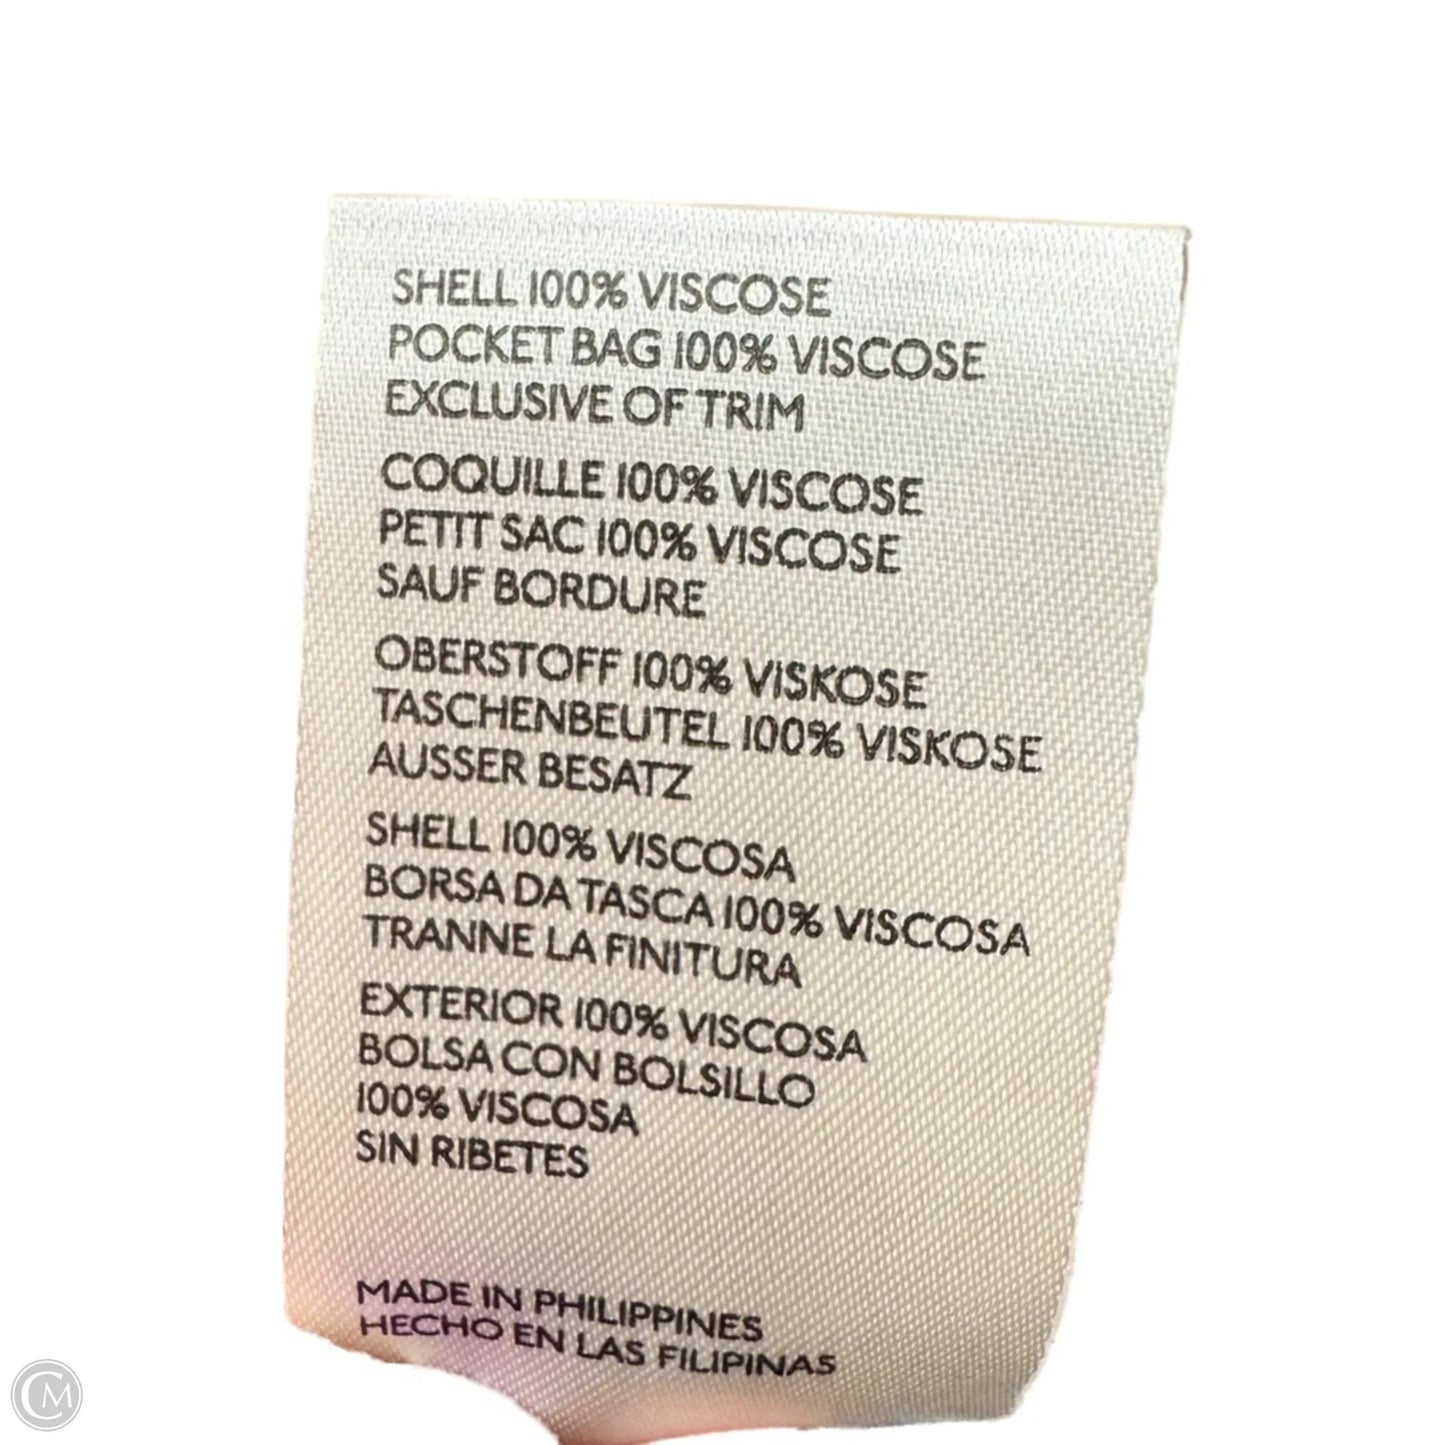 SHELL 100% VISCOSE
POCKET BAG 100% VISCOSE
EXCLUSIVE OF TRIM
COQUILLE 100% VISCOSE
PETIT SAC 100% VISCOSE
SAUF BORDURE
OBERSTOFF 100% VISKOSE
TASCHENBEUTEL 100% VISKOSE
AUSSER BESATZ
SHELL 100% VISCOSA
BORSA DA TASCA 100% VISCOSA
TRANNE LA FINITURA
EXTERIOR 100% VISCOSA
BOLSA CON BOLSILLO
100% VISCOSA
SIN RIBETES
MADE IN PHILIPPINES
HECHO EN LAS FILIPINAS
CM